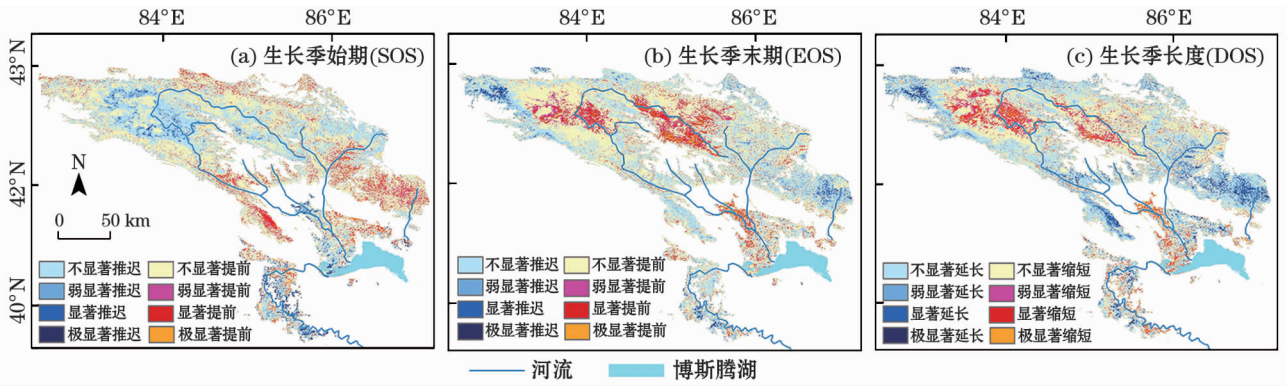 84°E 86°E 84°E 86°E 84°E 86°E
43°N
42°N
40°N
(a) 生长季始期(SOS)
N
0 50 km
不显著推迟 不显著提前
弱显著推迟 弱显著提前
显著推迟 显著提前
极显著推迟 极显著提前
(b) 生长季末期(EOS)
不显著推迟 不显著提前
弱显著推迟 弱显著提前
显著推迟 显著提前
极显著推迟 极显著提前
(c) 生长季长度(DOS)
不显著延长 不显著缩短
弱显著延长 弱显著缩短
显著延长 显著缩短
极显著延长 极显著缩短
河流 博斯腾湖